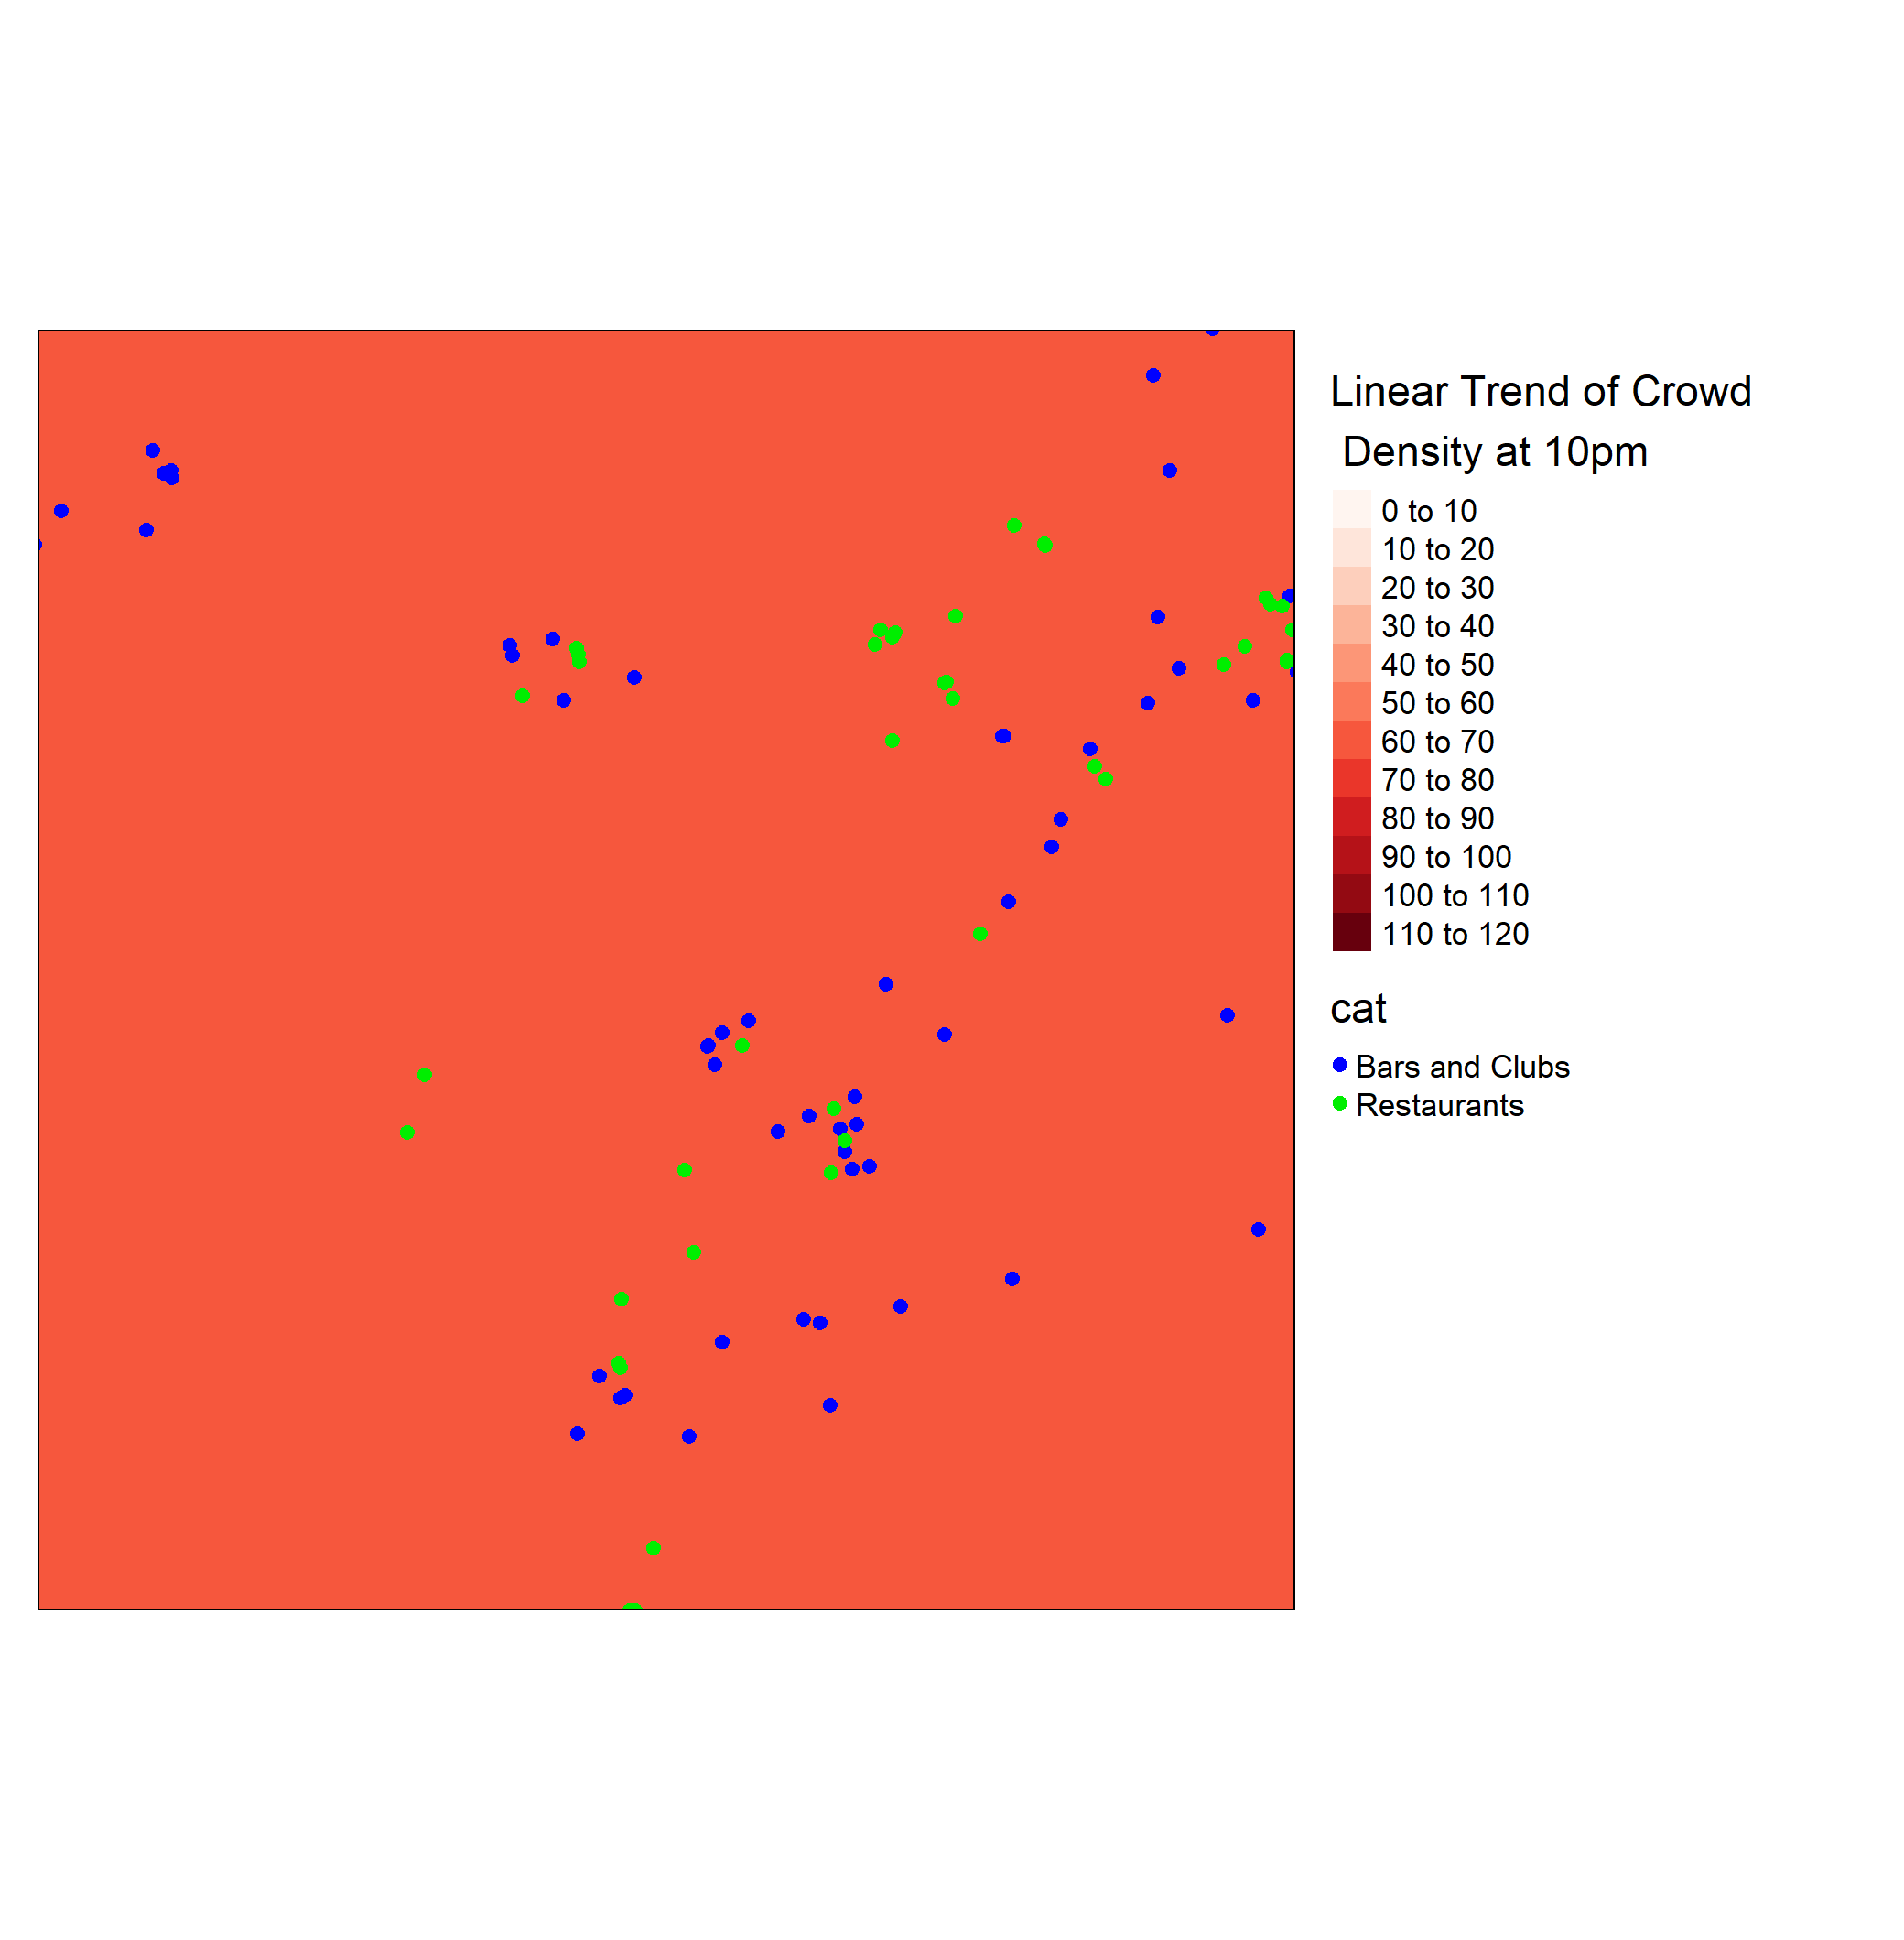 Linear Trend of Crowd
Density at 10pm
0 to 10
10 to 20
20 to 30
30 to 40
40 to 50
50 to 60
60 to 70
70 to 80
80 to 90
90 to 100
100 to 110
110 to 120
cat
Bars and Clubs
Restaurants